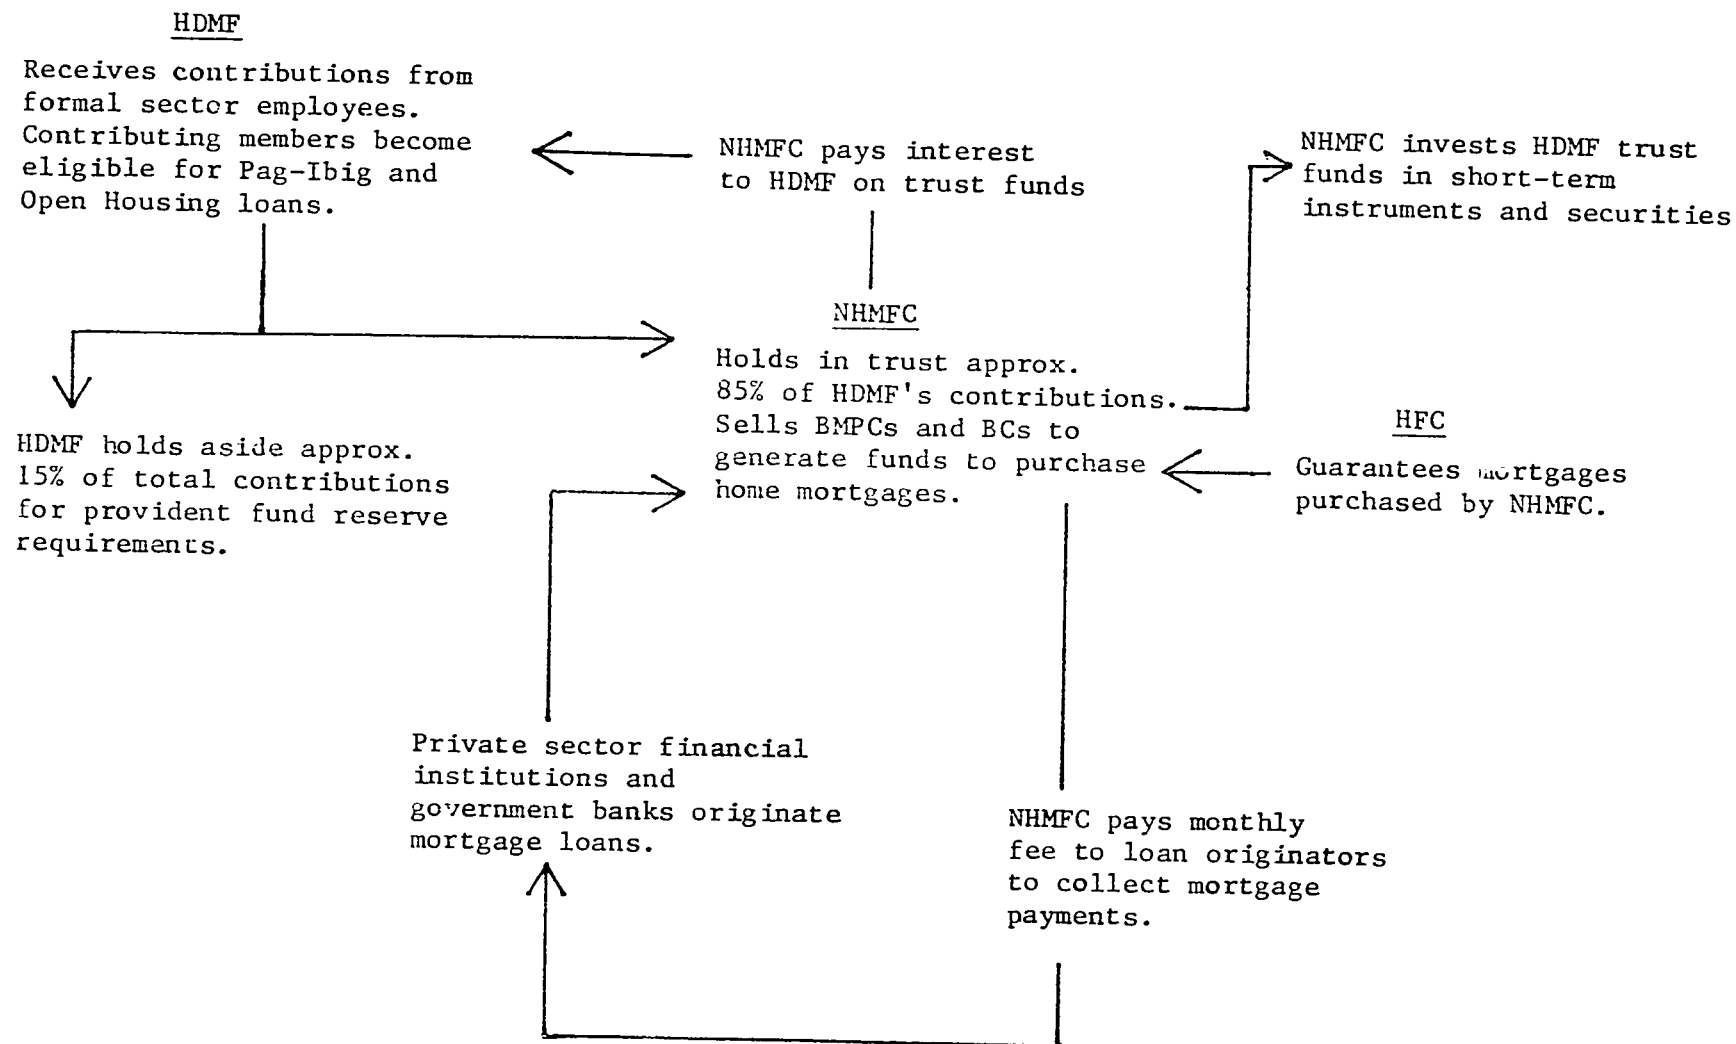 HDMF
Receives contributions from
formal sector employees.
Contributing members become
eligible for Pag-Ibig and
Open Housing loans.
NHMFC pays interest
to HDMF on trust funds
NHMFC invests HDMF trust
funds in short-term
instruments and securities
NHMFC
Holds in trust approx.
85% of HDMF's contributions.
Sells BMPCs and BCs to
generate funds to purchase
home mortgages.
HFC
Guarantees mortgages
purchased by NHMFC.
HDMF holds aside approx.
15% of total contributions
for provident fund reserve
requirements.
Private sector financial
institutions and
government banks originate
mortgage loans.
NHMFC pays monthly
fee to loan originators
to collect mortgage
payments.